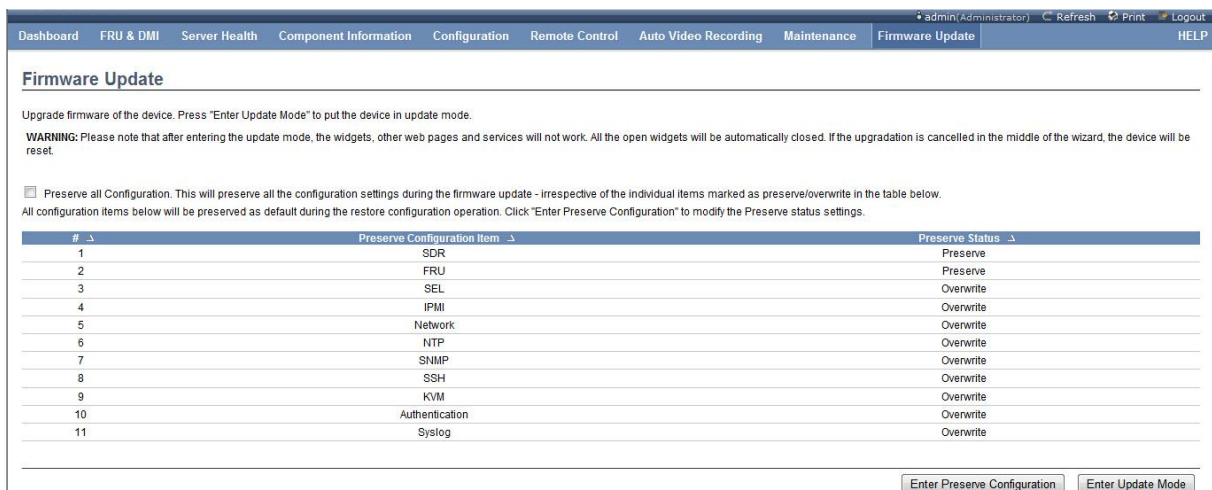 admin(Administrator) Refresh Print Logout
Dashboard FRU & DMI Server Health Component Information Configuration Remote Control Auto Video Recording Maintenance Firmware Update HELP
Firmware Update
Upgrade firmware of the device. Press "Enter Update Mode" to put the device in update mode.
WARNING: Please note that after entering the update mode, the widgets, other web pages and services will not work. All the open widgets will be automatically closed. If the upgradation is cancelled in the middle of the wizard, the device will be
reset.
Preserve all Configuration. This will preserve all the configuration settings during the firmware update - irrespective of the individual items marked as preserve/overwrite in the table below.
All configuration items below will be preserved as default during the restore configuration operation. Click "Enter Preserve Configuration" to modify the Preserve status settings.
# Preserve Configuration Item Preserve Status
1 SDR Preserve
2 FRU Preserve
3 SEL Overwrite
4 IPMI Overwrite
5 Network Overwrite
6 NTP Overwrite
7 SNMP Overwrite
8 SSH Overwrite
9 KVM Overwrite
10 Authentication Overwrite
11 Syslog Overwrite
Enter Preserve Configuration Enter Update Mode